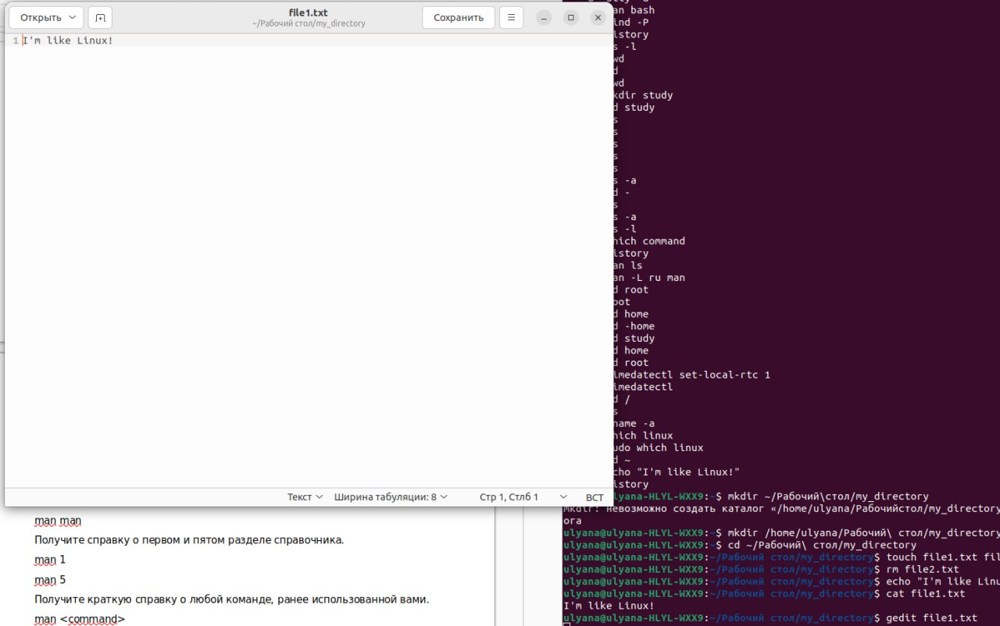 Открыть
file1.txt
~/Рабочий стол/my_directory
Сохранить
1 I'm like Linux!
Текст
Ширина табуляции: 8
Стр 1, Стлб 1
ВСТ
man man
Получите справку о первом и пятом разделе справочника.
man 1
man 5
Получите краткую справку о любой команде, ранее использованной вами.
man <command>
an bash
ind -P
istory
s -l
wd
d
wd
kdir study
d study
s
s
s
s
s
s -a
d -
s
s -a
s -l
hich command
istory
an ls
an -L ru man
d root
oot
d home
d -home
d study
d home
d root
imedatectl set-local-rtc 1
imedatectl
d /
s
name -a
hich linux
udo which linux
d ~
cho "I'm like Linux!"
istory
lyana-HLYL-WXX9:~$ mkdir ~/Рабочий\стол/my_directory
mkdir: невозможно создать каталог «/home/ulyana/Рабочийстол/my_directory
ога
ulyana@ulyana-HLYL-WXX9:~$ mkdir /home/ulyana/Рабочий\ стол/my_directory
ulyana@ulyana-HLYL-WXX9:~$ cd ~/Рабочий\ стол/my_directory
ulyana@ulyana-HLYL-WXX9:~/Рабочий стол/my_directory$ touch file1.txt fil
ulyana@ulyana-HLYL-WXX9:~/Рабочий стол/my_directory$ rm file2.txt
ulyana@ulyana-HLYL-WXX9:~/Рабочий стол/my_directory$ echo "I'm like Linu
ulyana@ulyana-HLYL-WXX9:~/Рабочий стол/my_directory$ cat file1.txt
I'm like Linux!
ulyana@ulyana-HLYL-WXX9:~/Рабочий стол/my_directory$ gedit file1.txt